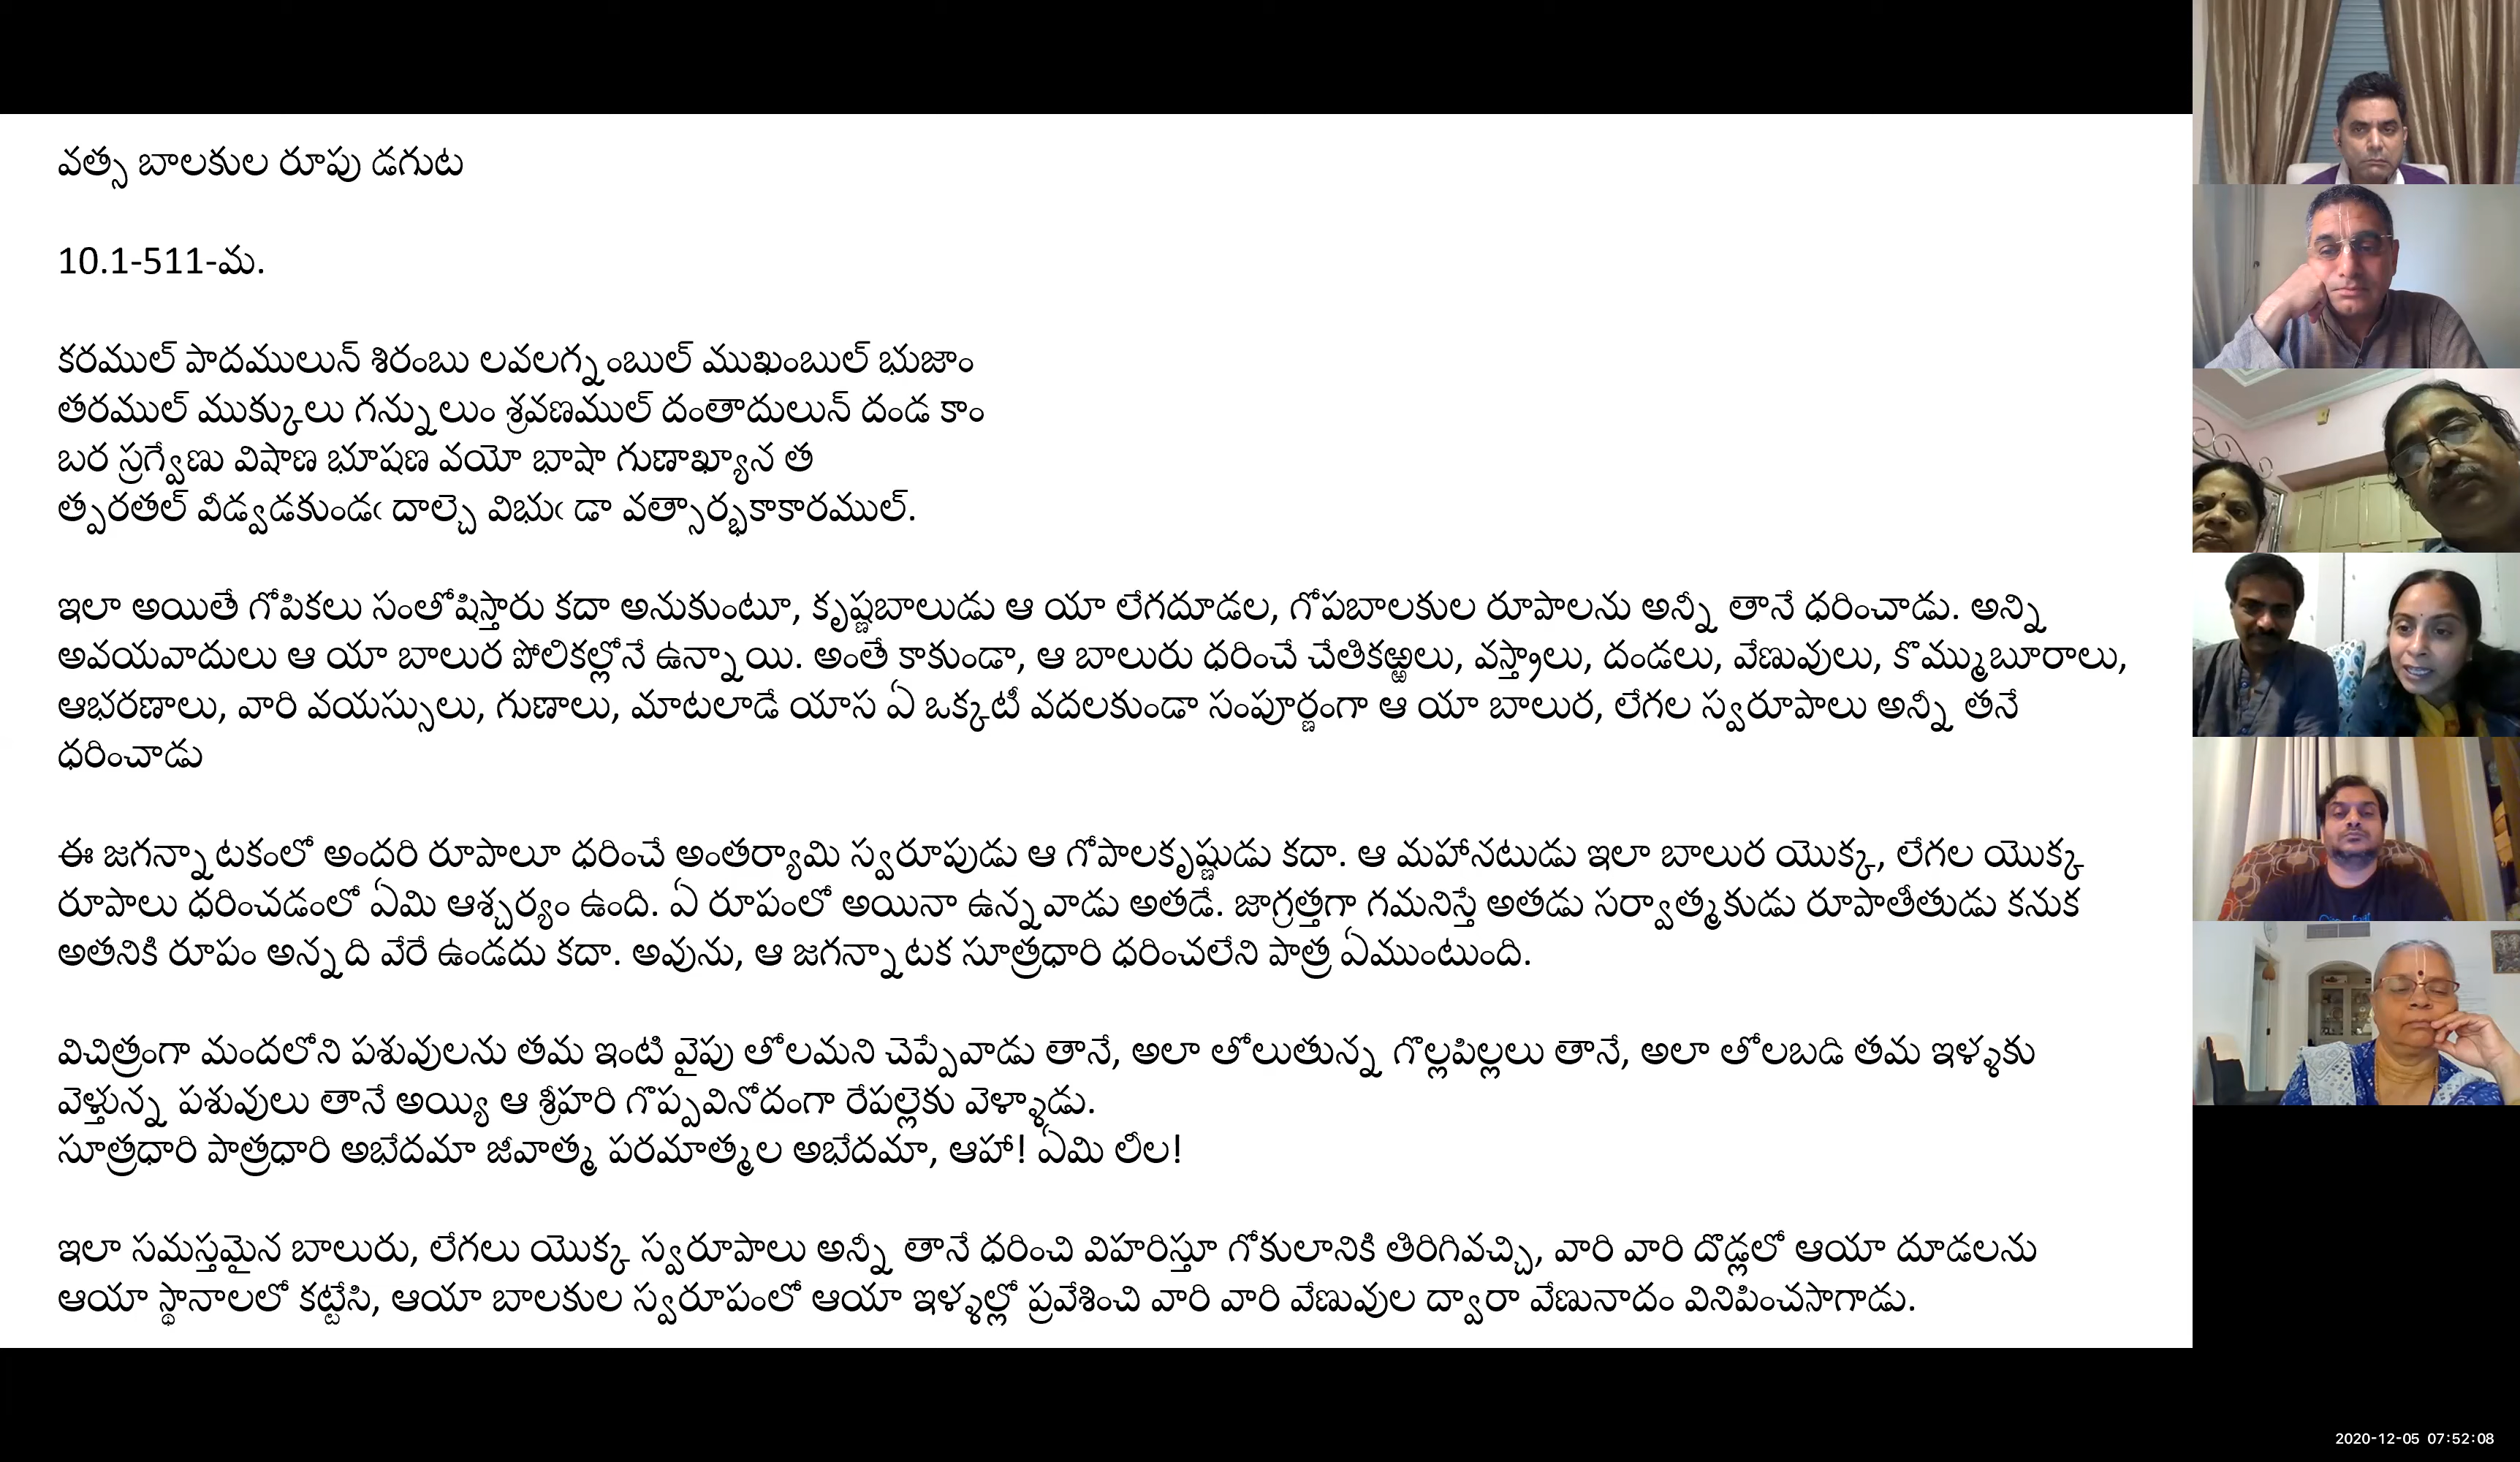 వత్స బాలకుల రూపు డగుట
10.1-511-మ.
కరముల్ పాదములున్ శిరంబు లవలగ్నంబుల్ ముఖంబుల్ భుజాం
తరముల్ ముక్కులు గన్నులుం శ్రవణముల్ దంతాదులున్ దండ కాం
బర స్రగ్వేణు విషాణ భూషణ వయో భాషా గుణాఖ్యాన త
త్పరతల్ వీడ్వడకుండఁ దాల్చె విభుఁ డా వత్సార్భకాకారముల్.
ఇలా అయితే గోపికలు సంతోషిస్తారు కదా అనుకుంటూ, కృష్ణబాలుడు ఆ యా లేగదూడల, గోపబాలకుల రూపాలను అన్నీ తానే ధరించాడు. అన్ని
అవయవాదులు ఆ యా బాలుర పోలికల్లోనే ఉన్నాయి. అంతే కాకుండా, ఆ బాలురు ధరించే చేతికఱ్ఱలు, వస్త్రాలు, దండలు, వేణువులు, కొమ్ముబూరాలు,
ఆభరణాలు, వారి వయస్సులు, గుణాలు, మాటలాడే యాస ఏ ఒక్కటీ వదలకుండా సంపూర్ణంగా ఆ యా బాలుర, లేగల స్వరూపాలు అన్నీ తనే
ధరించాడు
ఈ జగన్నాటకంలో అందరి రూపాలూ ధరించే అంతర్యామి స్వరూపుడు ఆ గోపాలకృష్ణుడు కదా. ఆ మహానటుడు ఇలా బాలుర యొక్క, లేగల యొక్క
రూపాలు ధరించడంలో ఏమి ఆశ్చర్యం ఉంది. ఏ రూపంలో అయినా ఉన్నవాడు అతడే. జాగ్రత్తగా గమనిస్తే అతడు సర్వాత్మకుడు రూపాతీతుడు కనుక
అతనికి రూపం అన్నది వేరే ఉండదు కదా. అవును, ఆ జగన్నాటక సూత్రధారి ధరించలేని పాత్ర ఏముంటుంది.
విచిత్రంగా మందలోని పశువులను తమ ఇంటి వైపు తోలమని చెప్పేవాడు తానే, అలా తోలుతున్న గొల్లపిల్లలు తానే, అలా తోలబడి తమ ఇళ్ళకు
వెళ్తున్న పశువులు తానే అయ్యి ఆ శ్రీహరి గొప్పవినోదంగా రేపల్లెకు వెళ్ళాడు.
సూత్రధారి పాత్రధారి అభేదమా జీవాత్మ పరమాత్మల అభేదమా, ఆహా! ఏమి లీల!
ఇలా సమస్తమైన బాలురు, లేగలు యొక్క స్వరూపాలు అన్నీ తానే ధరించి విహరిస్తూ గోకులానికి తిరిగివచ్చి, వారి వారి దొడ్లలో ఆయా దూడలను
ఆయా స్థానాలలో కట్టేసి, ఆయా బాలకుల స్వరూపంలో ఆయా ఇళ్ళల్లో ప్రవేశించి వారి వారి వేణువుల ద్వారా వేణునాదం వినిపించసాగాడు.
2020-12-05 07:52:08